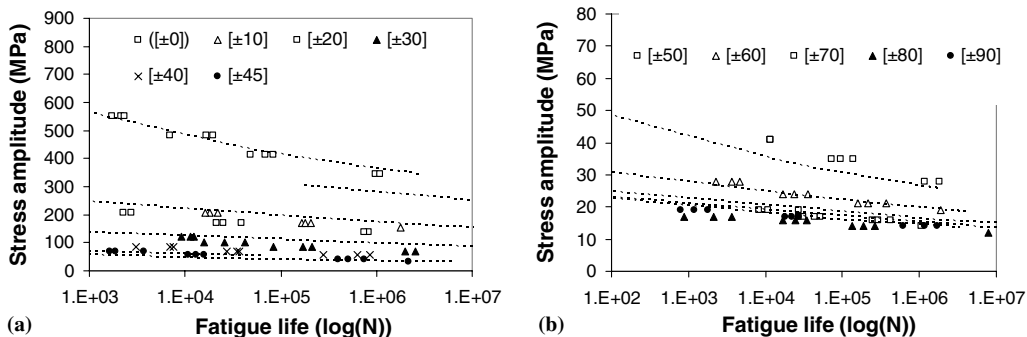 900
800
700
600
500
400
300
200
100
0
Stress amplitude (MPa)
([±0]) [±10] [±20] [±30]
[±40] [±45]
1.E+03 1.E+04 1.E+05 1.E+06 1.E+07
(a) Fatigue life (log(N))
80
70
60
50
40
30
20
10
0
Stress amplitude (MPa)
[±50] [±60] [±70] [±80] [±90]
1.E+02 1.E+03 1.E+04 1.E+05 1.E+06 1.E+07
(b) Fatigue life (log(N))